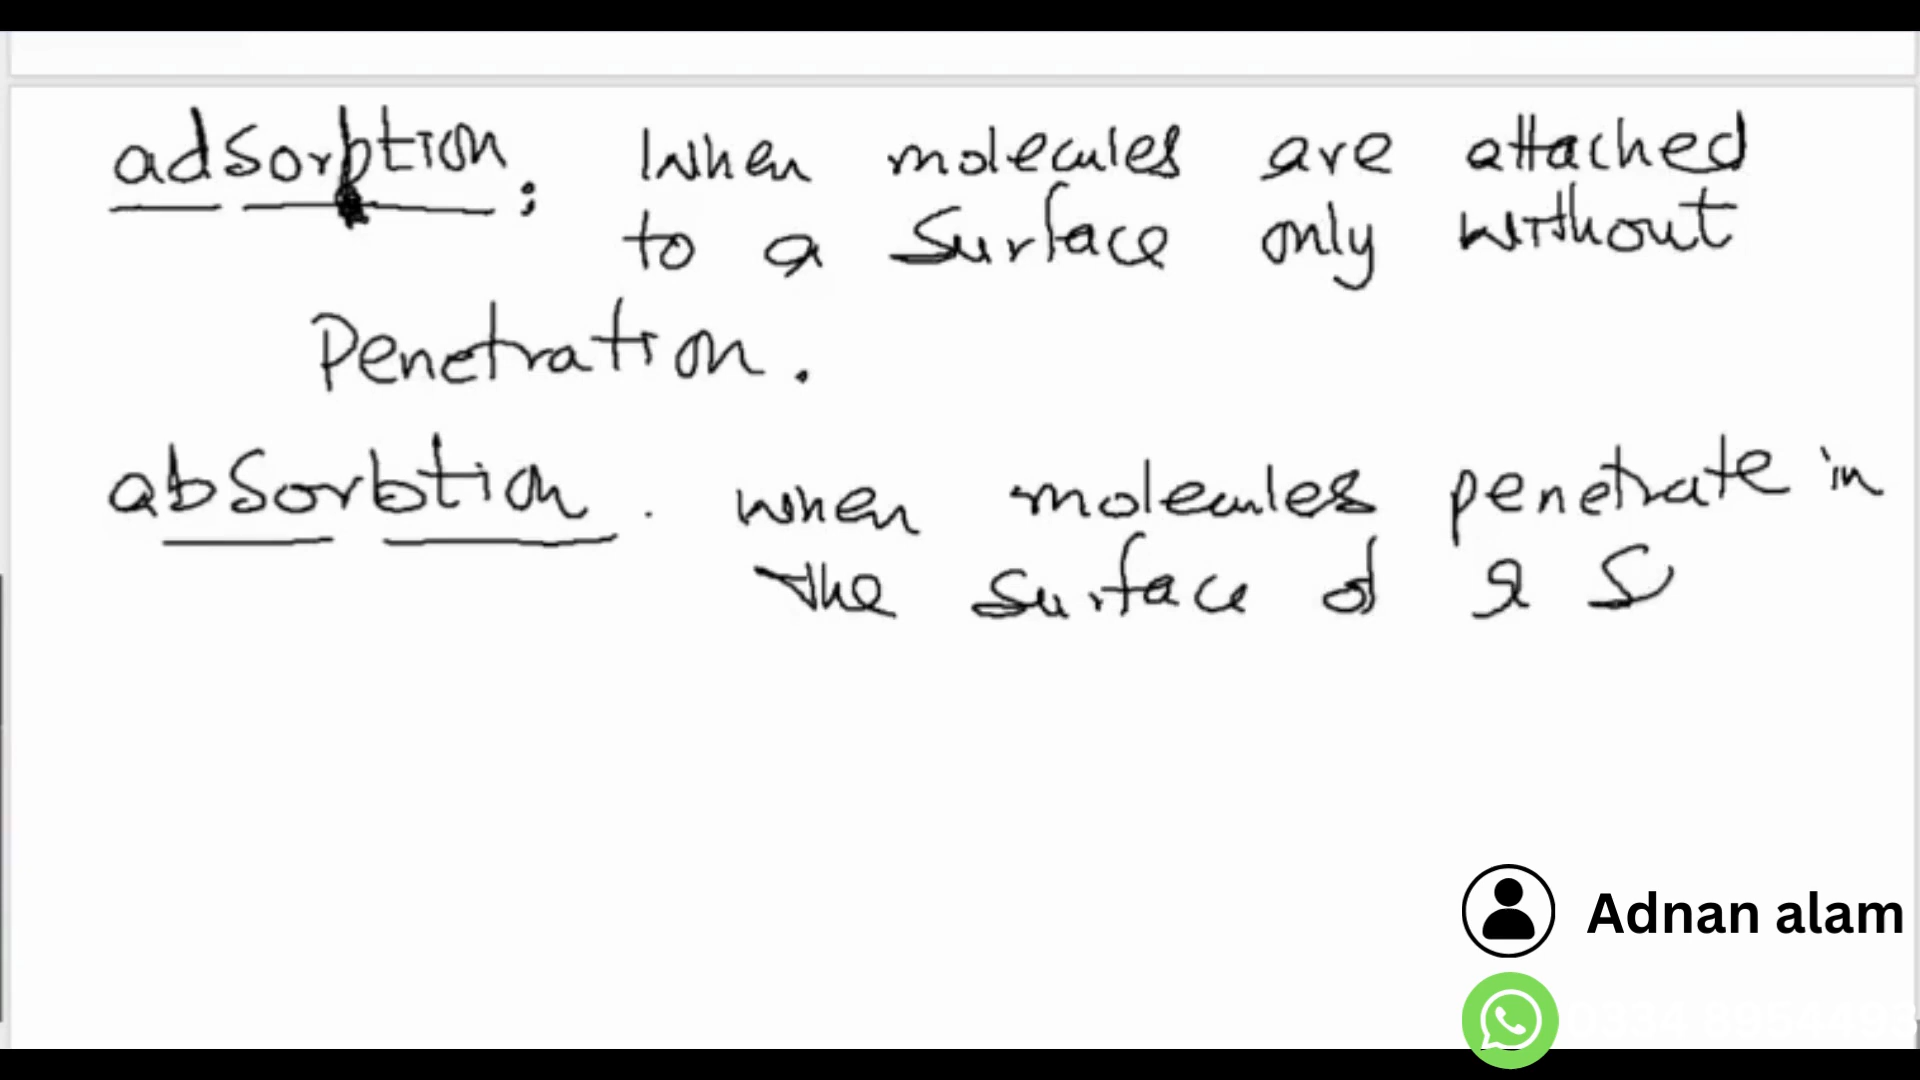 adsorption; When molecules are attached
to a surface only without
Penetration.
absorbtion. when molecules penetrate in
the surface of a S
Adnan alam